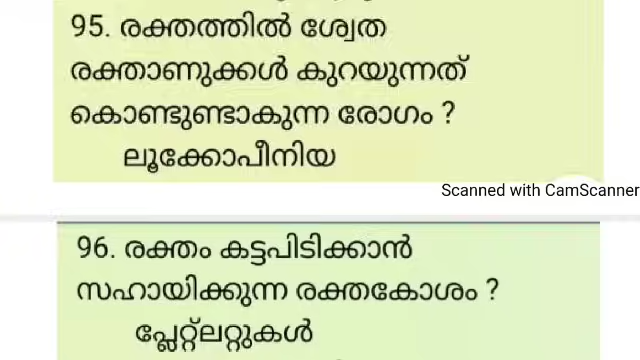 95. രക്തത്തിൽ ശ്വേത
രക്താണുക്കൾ കുറയുന്നത്
കൊണ്ടുണ്ടാകുന്ന രോഗം ?
ലൂക്കോപീനിയ
Scanned with CamScanner
96. രക്തം കട്ടപിടിക്കാൻ
സഹായിക്കുന്ന രക്തകോശം ?
പ്ലേറ്റ്ലറ്റുകൾ